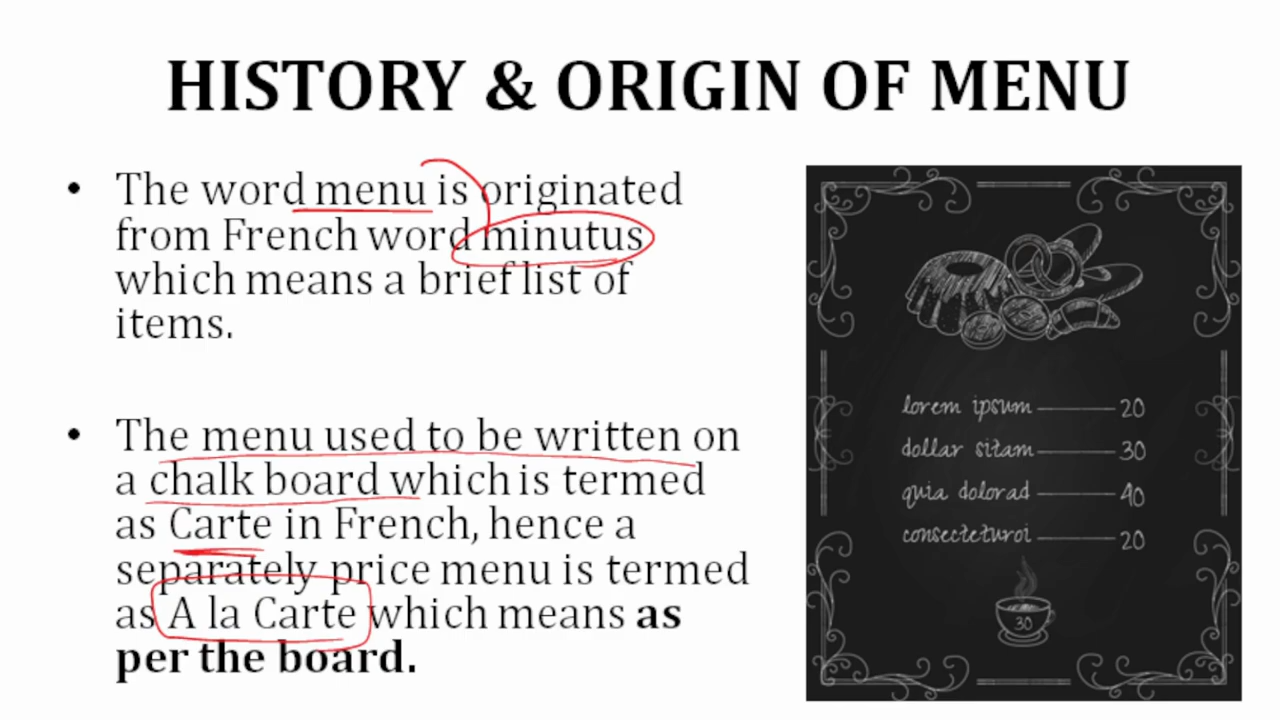 HISTORY & ORIGIN OF MENU
• The word menu is originated
from French word minutus
which means a brief list of
items.
• The menu used to be written on
a chalk board which is termed
as Carte in French, hence a
separately price menu is termed
as A la Carte which means as
per the board.
lorem ipsum 20
dollar sitam 30
quia dolorad 40
consecteturoi 20
30